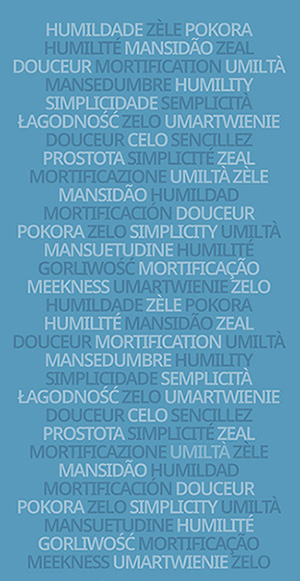 HUMILDADE ZÈLE POKORA
HUMILITÉ MANSIDÃO ZEAL
DOUCEUR MORTIFICATION UMILTÀ
MANSEDUMBRE HUMILITY
SIMPLICIDADE SEMPLICITÀ
ŁAGODNOŚĆ ZELO UMARTWIENIE
DOUCEUR CELO SENCILLEZ
PROSTOTA SIMPLICITÉ ZEAL
MORTIFICAZIONE UMILTÀ ZÈLE
MANSIDÃO HUMILDAD
MORTIFICACIÓN DOUCEUR
POKORA ZELO SIMPLICITY UMILTÀ
MANSUETUDINE HUMILITÉ
GORLIWOŚĆ MORTIFICAÇÃO
MEEKNESS UMARTWIENIE ZELO
HUMILDADE ZÈLE POKORA
HUMILITÉ MANSIDÃO ZEAL
DOUCEUR MORTIFICATION UMILTÀ
MANSEDUMBRE HUMILITY
SIMPLICIDADE SEMPLICITÀ
ŁAGODNOŚĆ ZELO UMARTWIENIE
DOUCEUR CELO SENCILLEZ
PROSTOTA SIMPLICITÉ ZEAL
MORTIFICAZIONE UMILTÀ ZÈLE
MANSIDÃO HUMILDAD
MORTIFICACIÓN DOUCEUR
POKORA ZELO SIMPLICITY UMILTÀ
MANSUETUDINE HUMILITÉ
GORLIWOŚĆ MORTIFICAÇÃO
MEEKNESS UMARTWIENIE ZELO